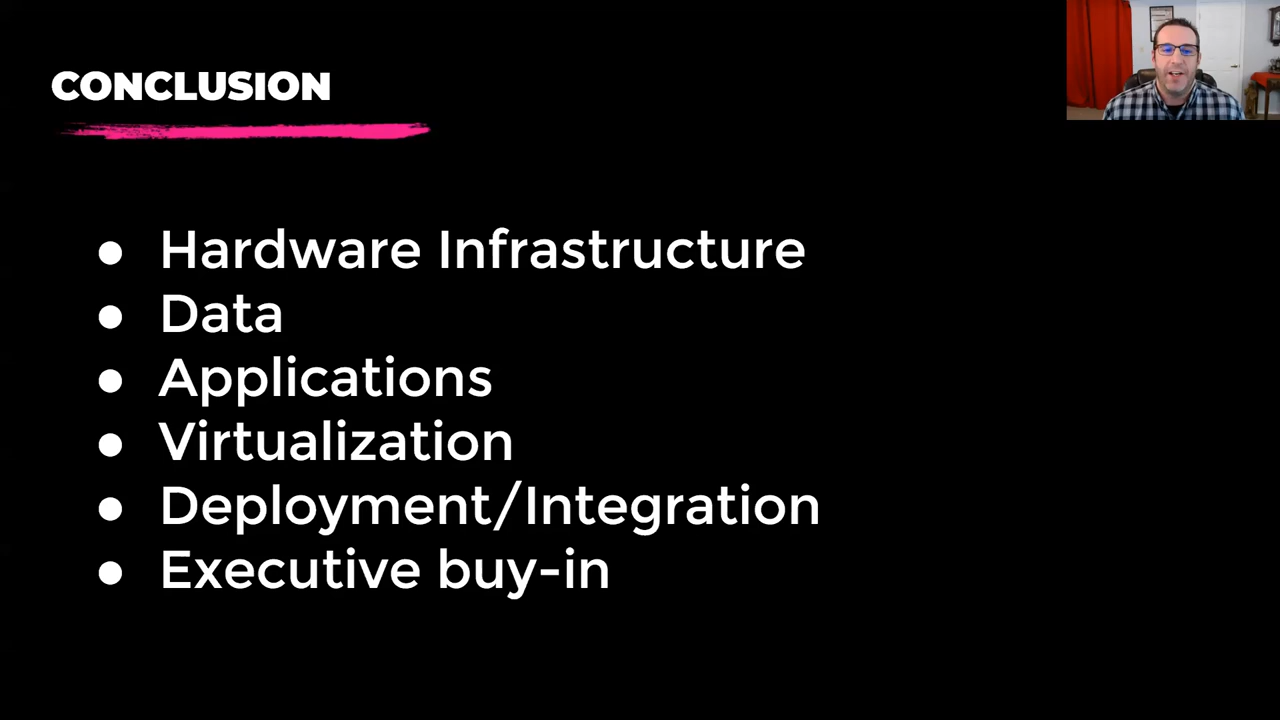 CONCLUSION
● Hardware Infrastructure
● Data
● Applications
● Virtualization
● Deployment/Integration
● Executive buy-in